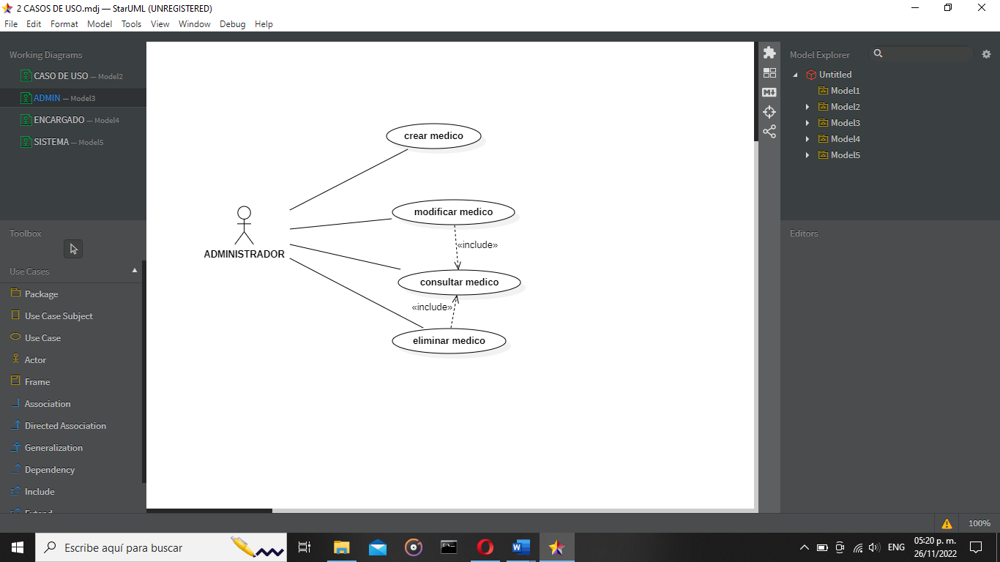 2 CASOS DE USO.mdj — StarUML (UNREGISTERED)
File Edit Format Model Tools View Window Debug Help
Working Diagrams
CASO DE USO — Model2
ADMIN — Model3
ENCARGADO — Model4
SISTEMA — Model5
Toolbox
Use Cases
Package
Use Case Subject
Use Case
Actor
Frame
Association
Directed Association
Generalization
Dependency
Include
Extend
crear medico
modificar medico
«include»
ADMINISTRADOR
consultar medico
«include»
eliminar medico
Model Explorer
Untitled
Model1
Model2
Model3
Model4
Model5
Editors
100%
Escribe aquí para buscar
ENG
05:20 p. m.
26/11/2022